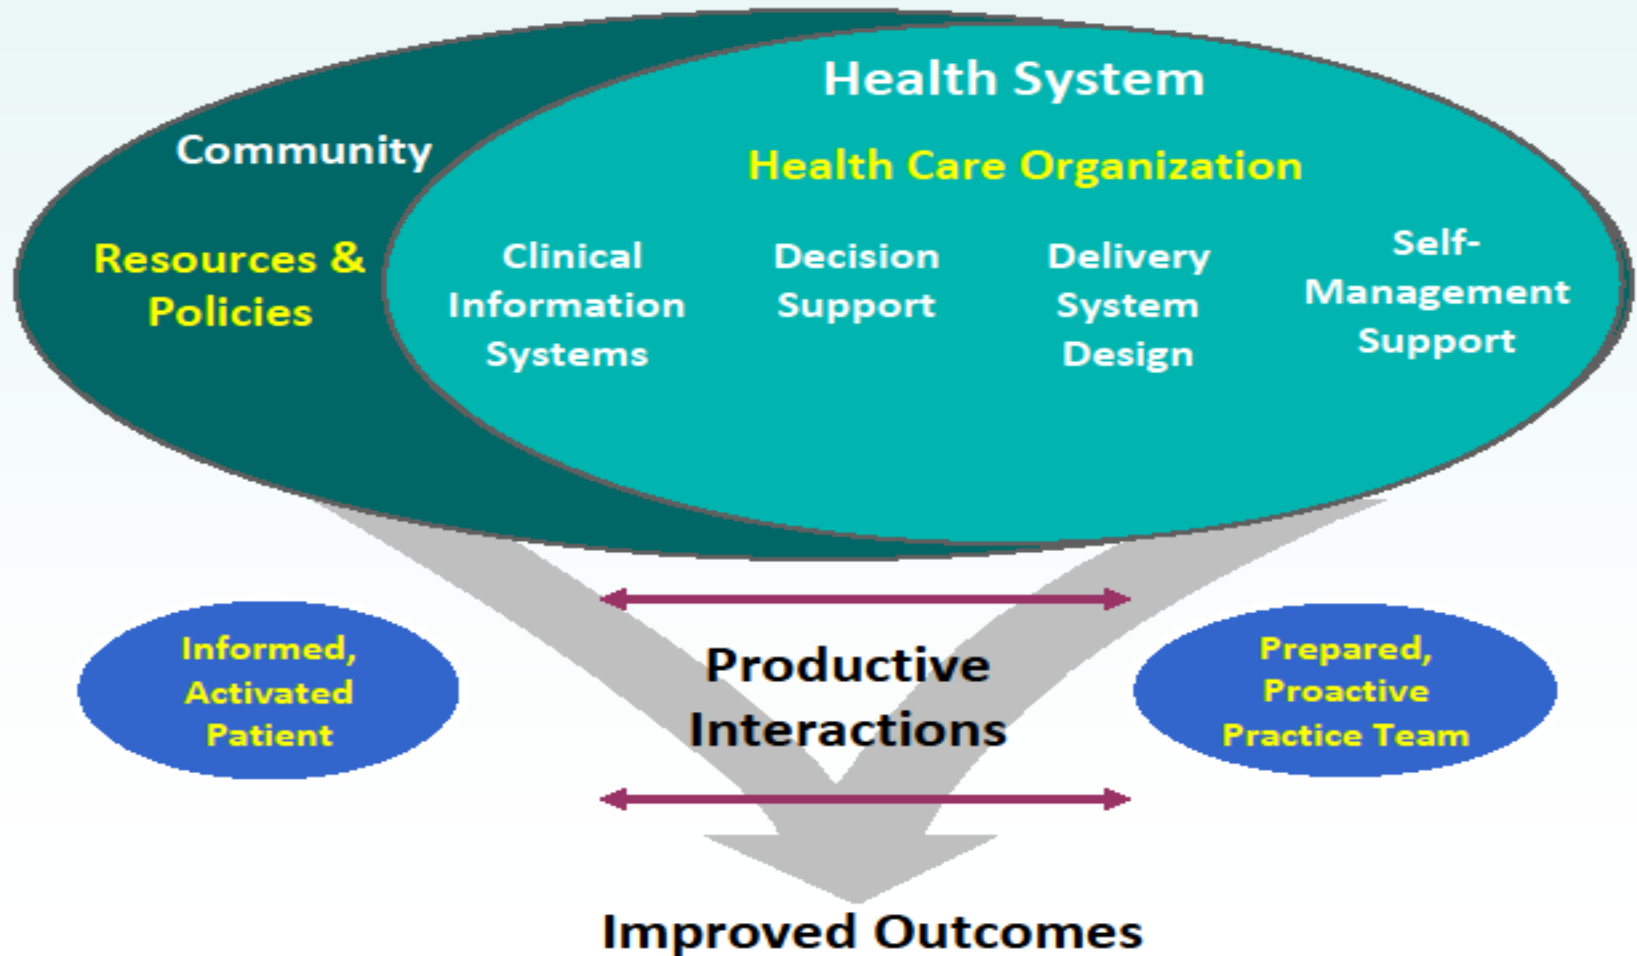 Health System
Community
Health Care Organization
Resources &
Policies
Clinical
Information
Systems
Decision
Support
Delivery
System
Design
Self-
Management
Support
Informed,
Activated
Patient
Productive
Interactions
Prepared,
Proactive
Practice Team
Improved Outcomes